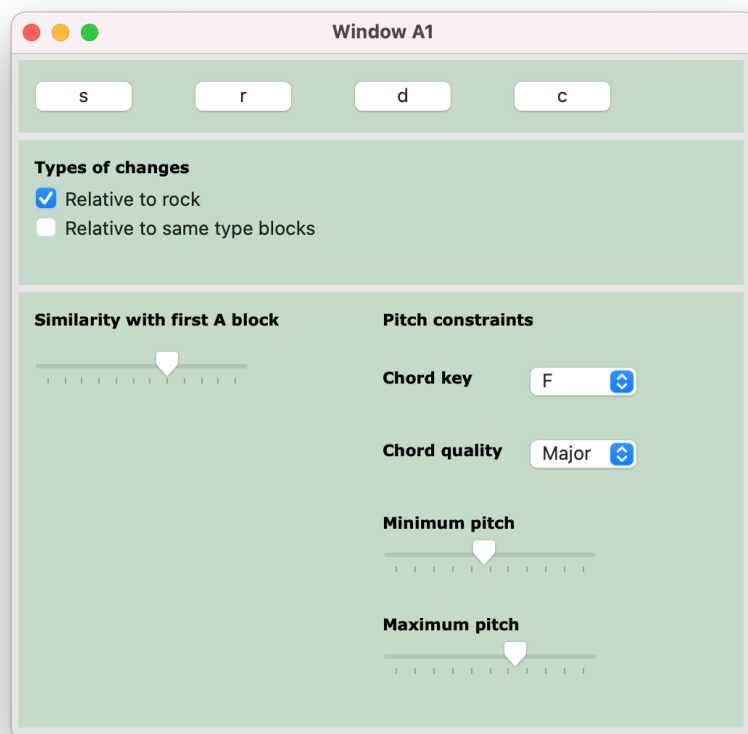 Window A1
s r d c
Types of changes
Relative to rock
Relative to same type blocks
Similarity with first A block
Pitch constraints
Chord key F
Chord quality Major
Minimum pitch
Maximum pitch